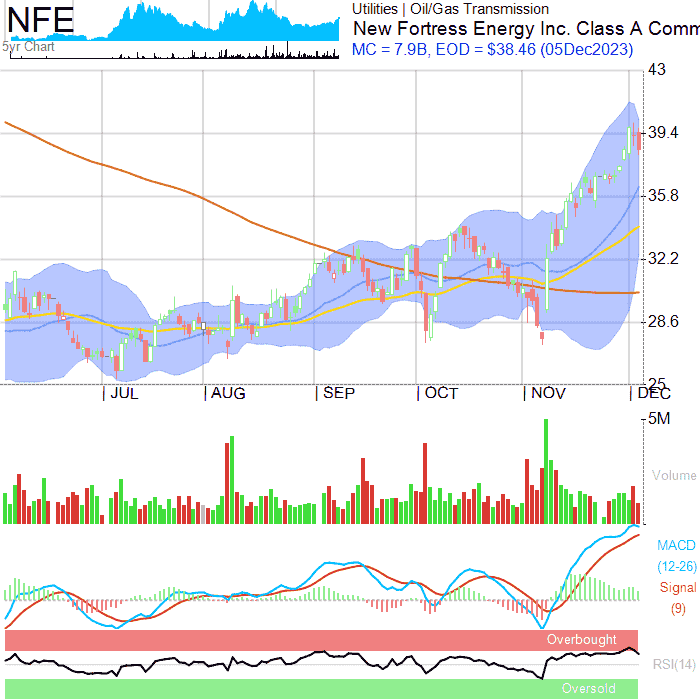 NFE
5yr Chart
Utilities | Oil/Gas Transmission
New Fortress Energy Inc. Class A Comm
MC = 7.9B, EOD = $38.46 (05Dec2023)
43
39.4
35.8
32.2
28.6
25
JUL
AUG
SEP
OCT
NOV
DEC
5M
Volume
MACD
(12-26)
Signal
(9)
Overbought
RSI(14)
Oversold